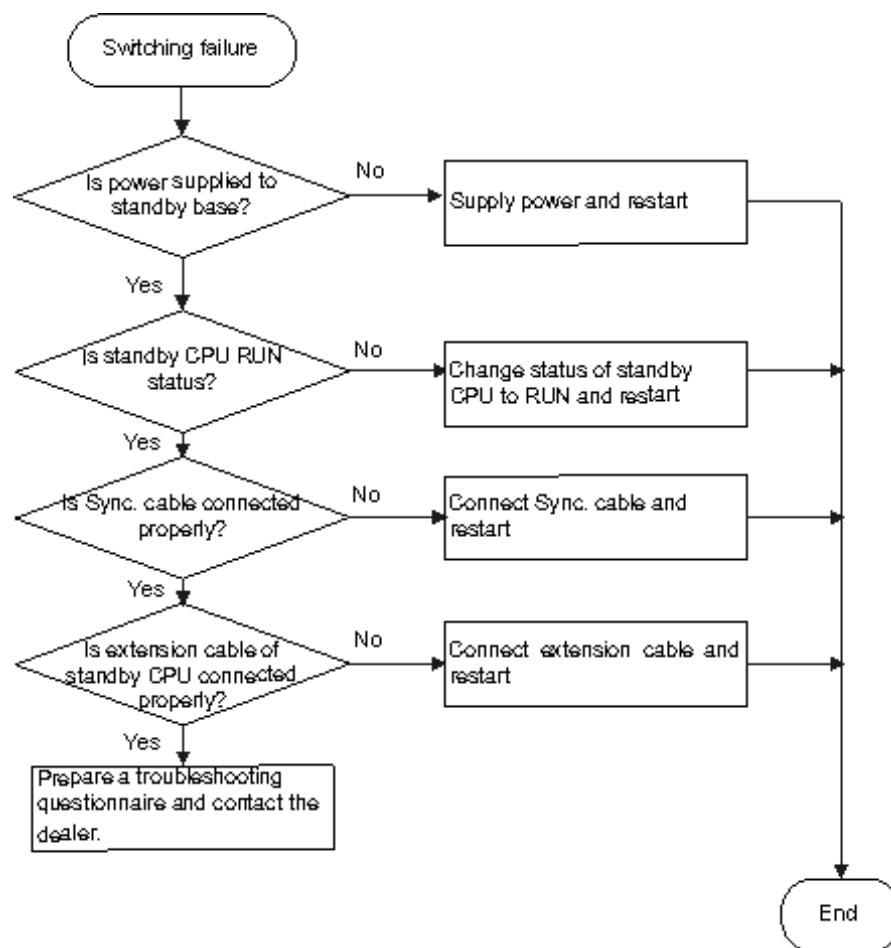 Switching failure
Is power supplied to
standby base?
No
Supply power and restart
Yes
Is standby CPU RUN
status?
No
Change status of standby
CPU to RUN and restart
Yes
Is Sync. cable connected
properly?
No
Connect Sync. cable and
restart
Yes
Is extension cable of
standby CPU connected
properly?
No
Connect extension cable and
restart
Yes
Prepare a troubleshooting
questionnaire and contact the
dealer.
End